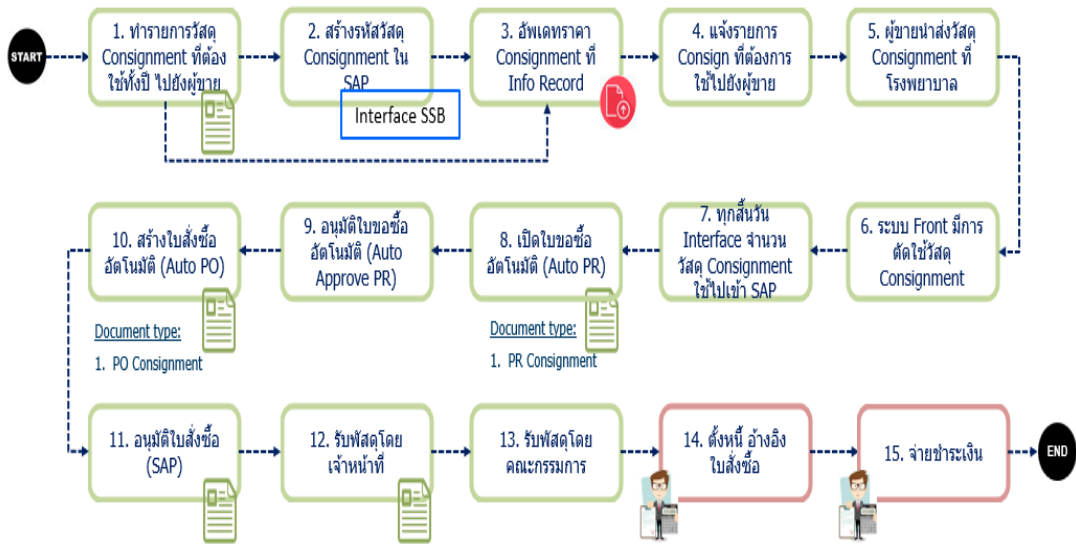 START
1. ทำรายการวัสดุ
Consignment ที่ต้อง
ใช้ทั้งปี ไปยังผู้ขาย
2. สร้างรหัสวัสดุ
Consignment ใน
SAP
Interface SSB
3. อัพเดทราคา
Consignment ที่
Info Record
4. แจ้งรายการ
Consign ที่ต้องการ
ใช้ไปยังผู้ขาย
5. ผู้ขายนำส่งวัสดุ
Consignment ที่
โรงพยาบาล
6. ระบบ Front มีการ
ตัดใช้วัสดุ
Consignment
7. ทุกสิ้นวัน
Interface จำนวน
วัสดุ Consignment
ใช้ไปเข้า SAP
8. เปิดใบขอซื้อ
อัตโนมัติ (Auto PR)
Document type:
1. PR Consignment
9. อนุมัติใบขอซื้อ
อัตโนมัติ (Auto
Approve PR)
10. สร้างใบสั่งซื้อ
อัตโนมัติ (Auto PO)
Document type:
1. PO Consignment
11. อนุมัติใบสั่งซื้อ
(SAP)
12. รับพัสดุโดย
เจ้าหน้าที่
13. รับพัสดุโดย
คณะกรรมการ
14. ตั้งหนี้ อ้างอิง
ใบสั่งซื้อ
15. จ่ายชำระเงิน
END